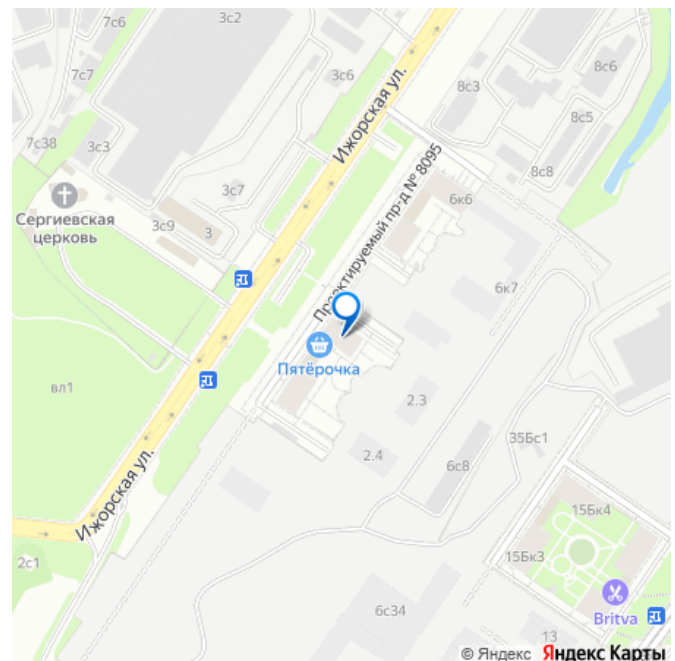 7с6
3с2
7с7
3с6
8с3
8с6
Ижорская ул.
8с5
7с38
3с3
8с8
Проектируемый пр-д № 8095
3с7
6к6
Сергиевская
церковь
3с9
3
6к7
Пятёрочка
вл1
2.3
35Бс1
2.4
6с8
Ижорская ул.
15Бк4
2с1
15Бк3
Britva
6с34
13
© Яндекс Яндекс Карты